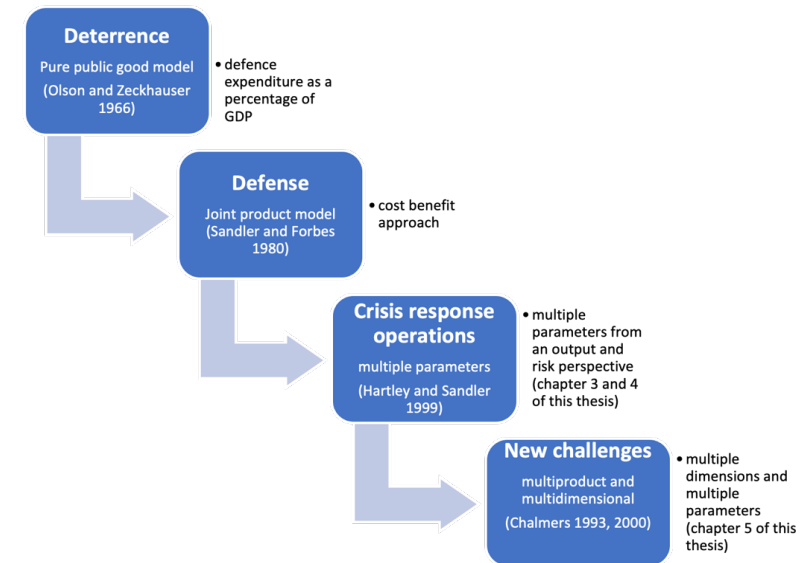 Deterrence
Pure public good model
(Olson and Zeckhauser
1966)
• defence
expenditure as a
percentage of
GDP
Defense
Joint product model
(Sandler and Forbes
1980)
• cost benefit
approach
Crisis response
operations
multiple parameters
(Hartley and Sandler
1999)
• multiple
parameters from
an output and
risk perspective
(chapter 3 and 4
of this thesis)
New challenges
multiproduct and
multidimensional
(Chalmers 1993, 2000)
• multiple
dimensions and
multiple
parameters
(chapter 5 of this
thesis)